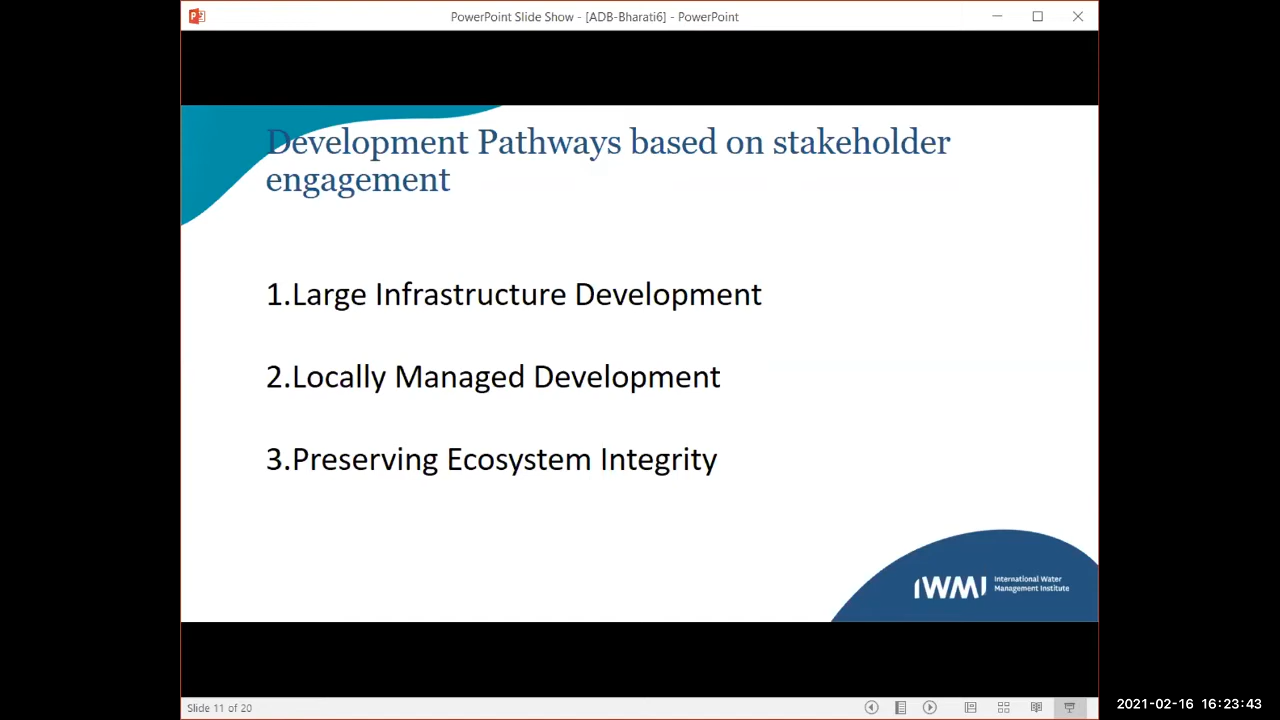 PowerPoint Slide Show - [ADB-Bharati6] - PowerPoint
Development Pathways based on stakeholder
engagement
1.Large Infrastructure Development
2.Locally Managed Development
3.Preserving Ecosystem Integrity
IWMI
International Water
Management Institute
Slide 11 of 20
2021-02-16 16:23:43